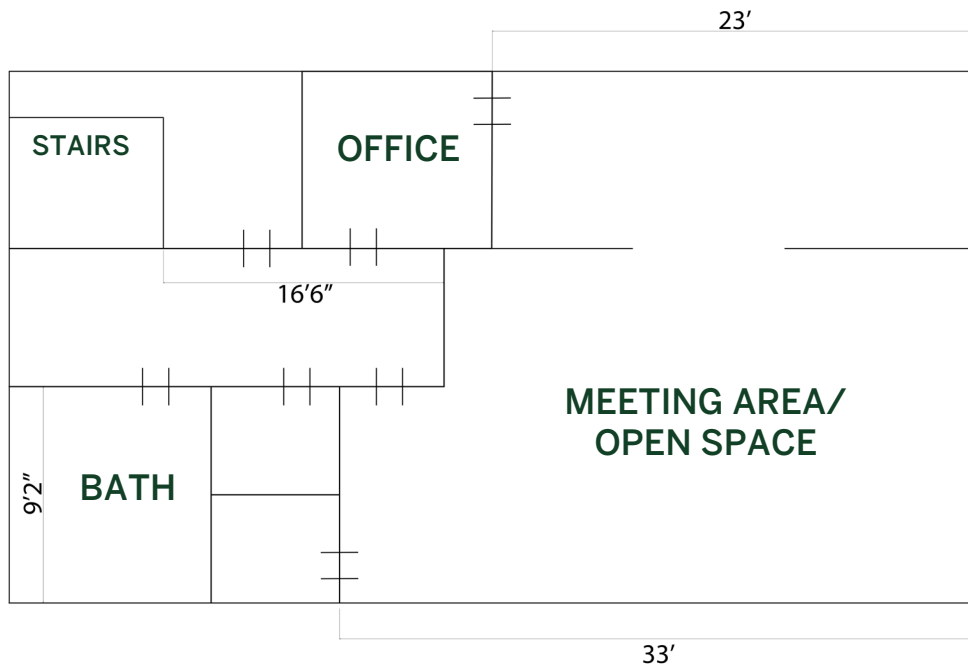 23’
STAIRS
OFFICE
16’6”
MEETING AREA/
OPEN SPACE
BATH
9’2”
33’